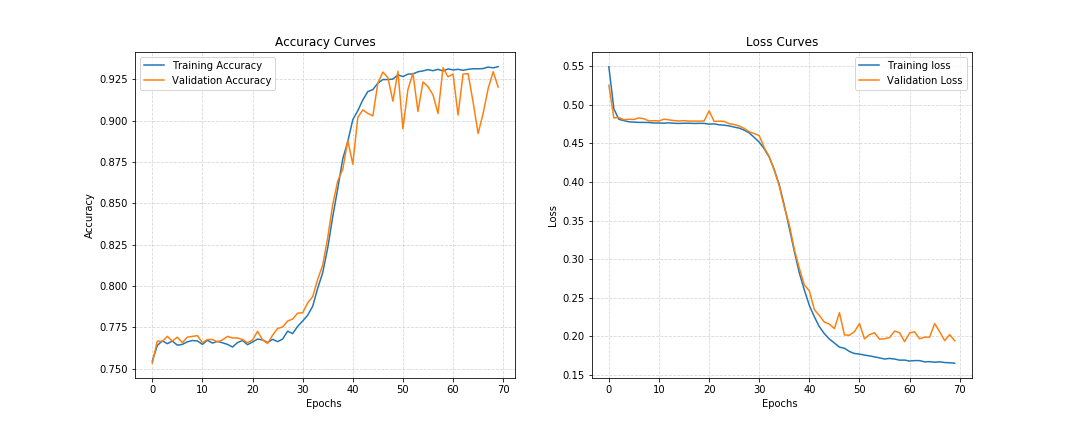 Accuracy Curves
Training Accuracy
Validation Accuracy
0.925
0.900
0.875
0.850
0.825
0.800
0.775
0.750
Accuracy
0 10 20 30 40 50 60 70
Epochs
Loss Curves
Training loss
Validation Loss
0.55
0.50
0.45
0.40
0.35
0.30
0.25
0.20
0.15
Loss
0 10 20 30 40 50 60 70
Epochs